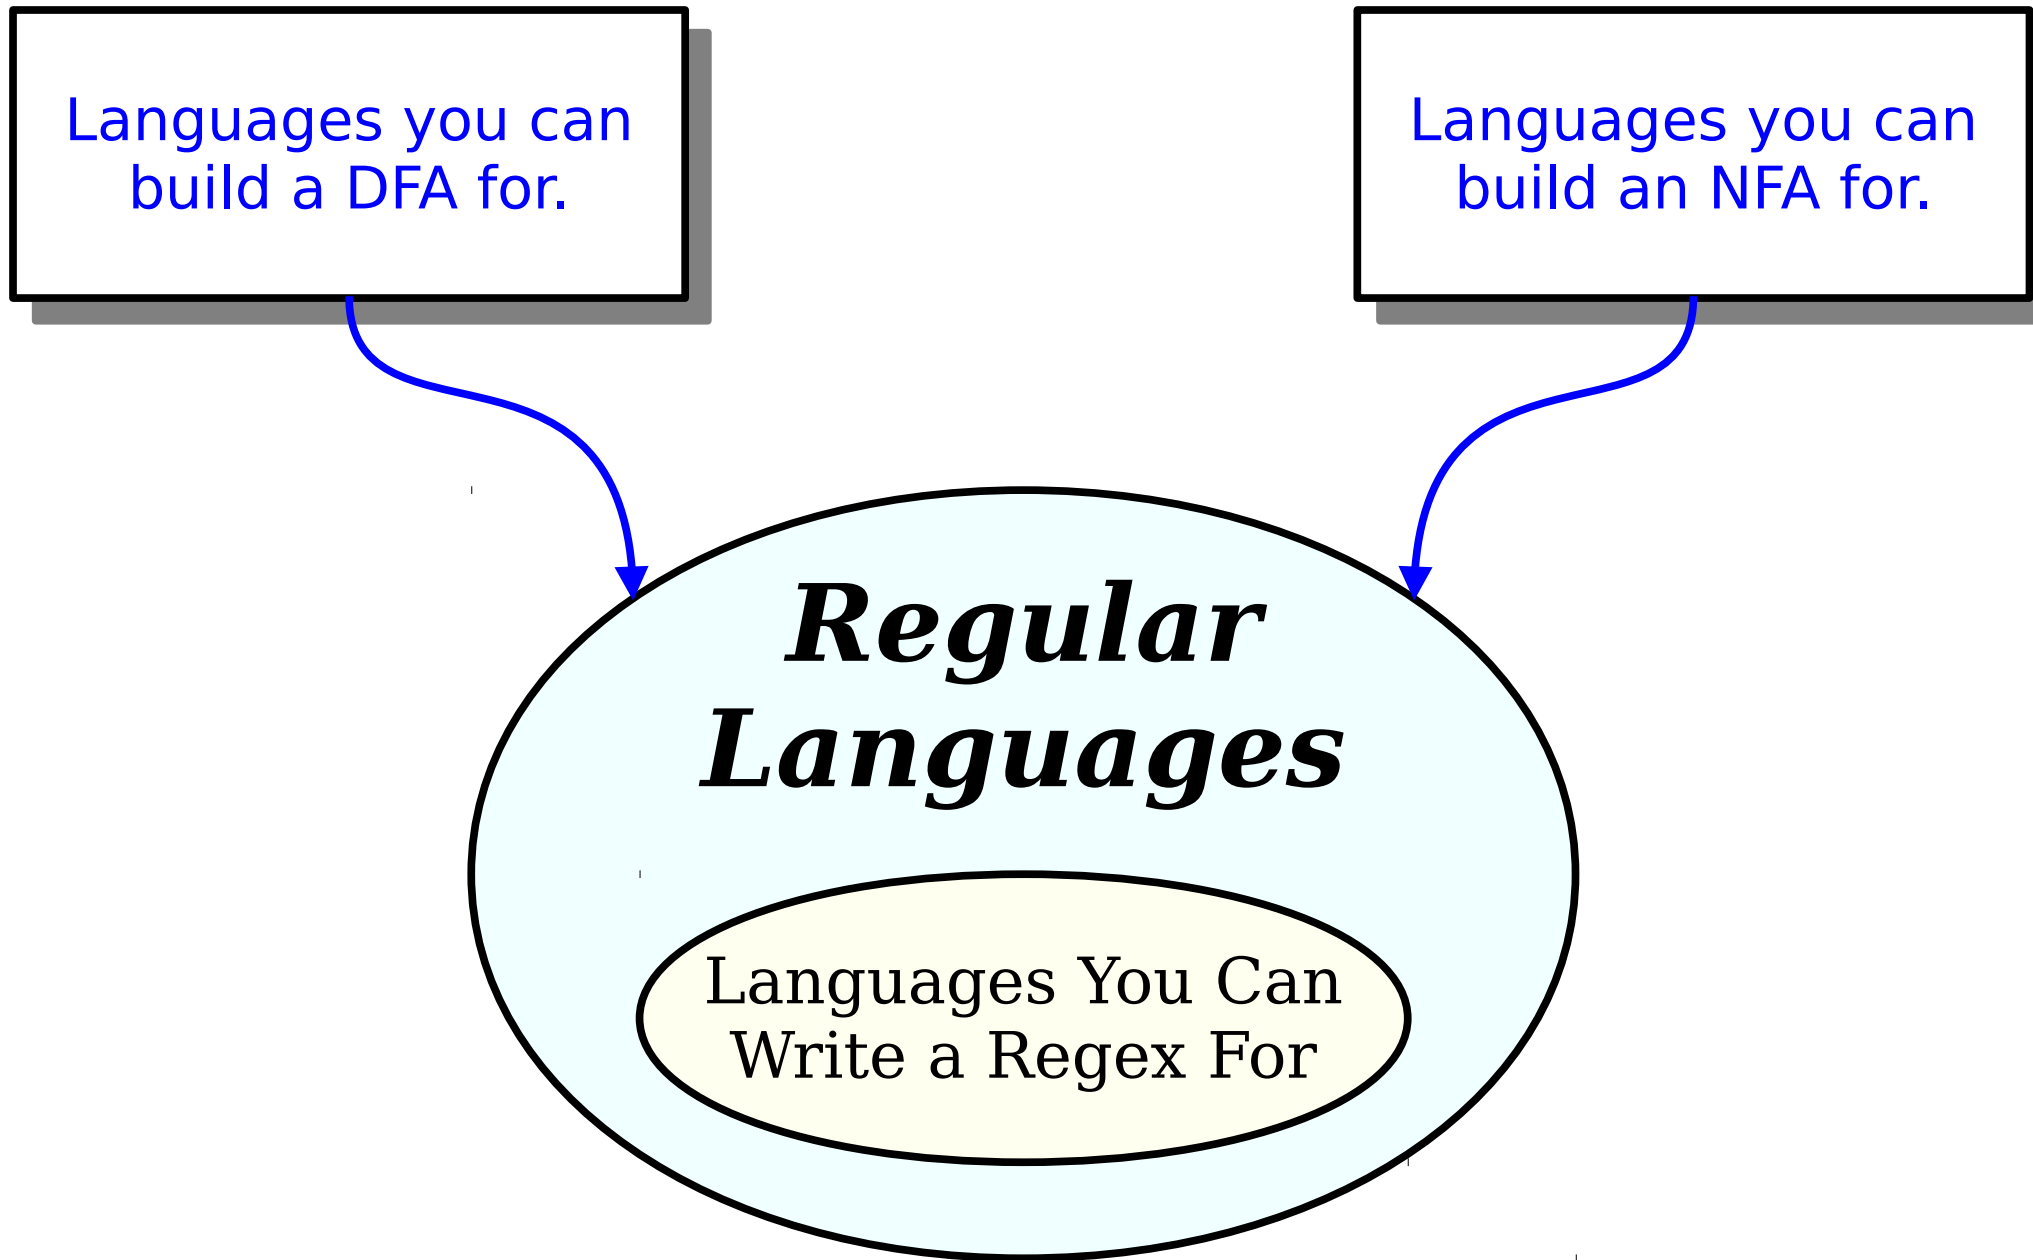 Languages you can
build a DFA for.
Languages you can
build an NFA for.
Regular
Languages
Languages You Can
Write a Regex For